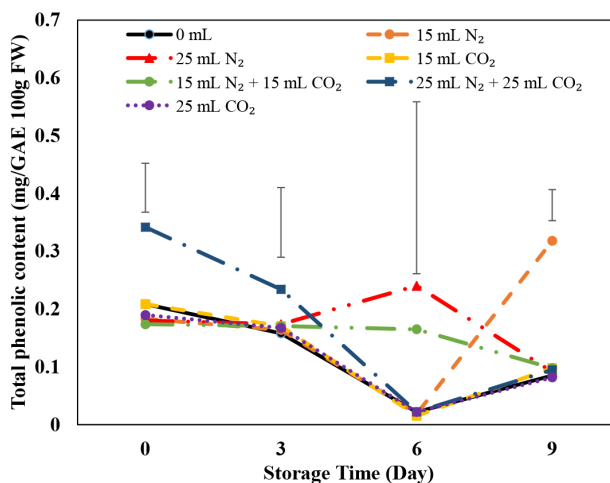 Total phenolic content (mg/GAE 100g FW)
0.7
0.6
0.5
0.4
0.3
0.2
0.1
0
0 mL
15 mL N₂
25 mL N₂
15 mL CO₂
15 mL N₂ + 15 mL CO₂
25 mL N₂ + 25 mL CO₂
25 mL CO₂
0 3 6 9
Storage Time (Day)